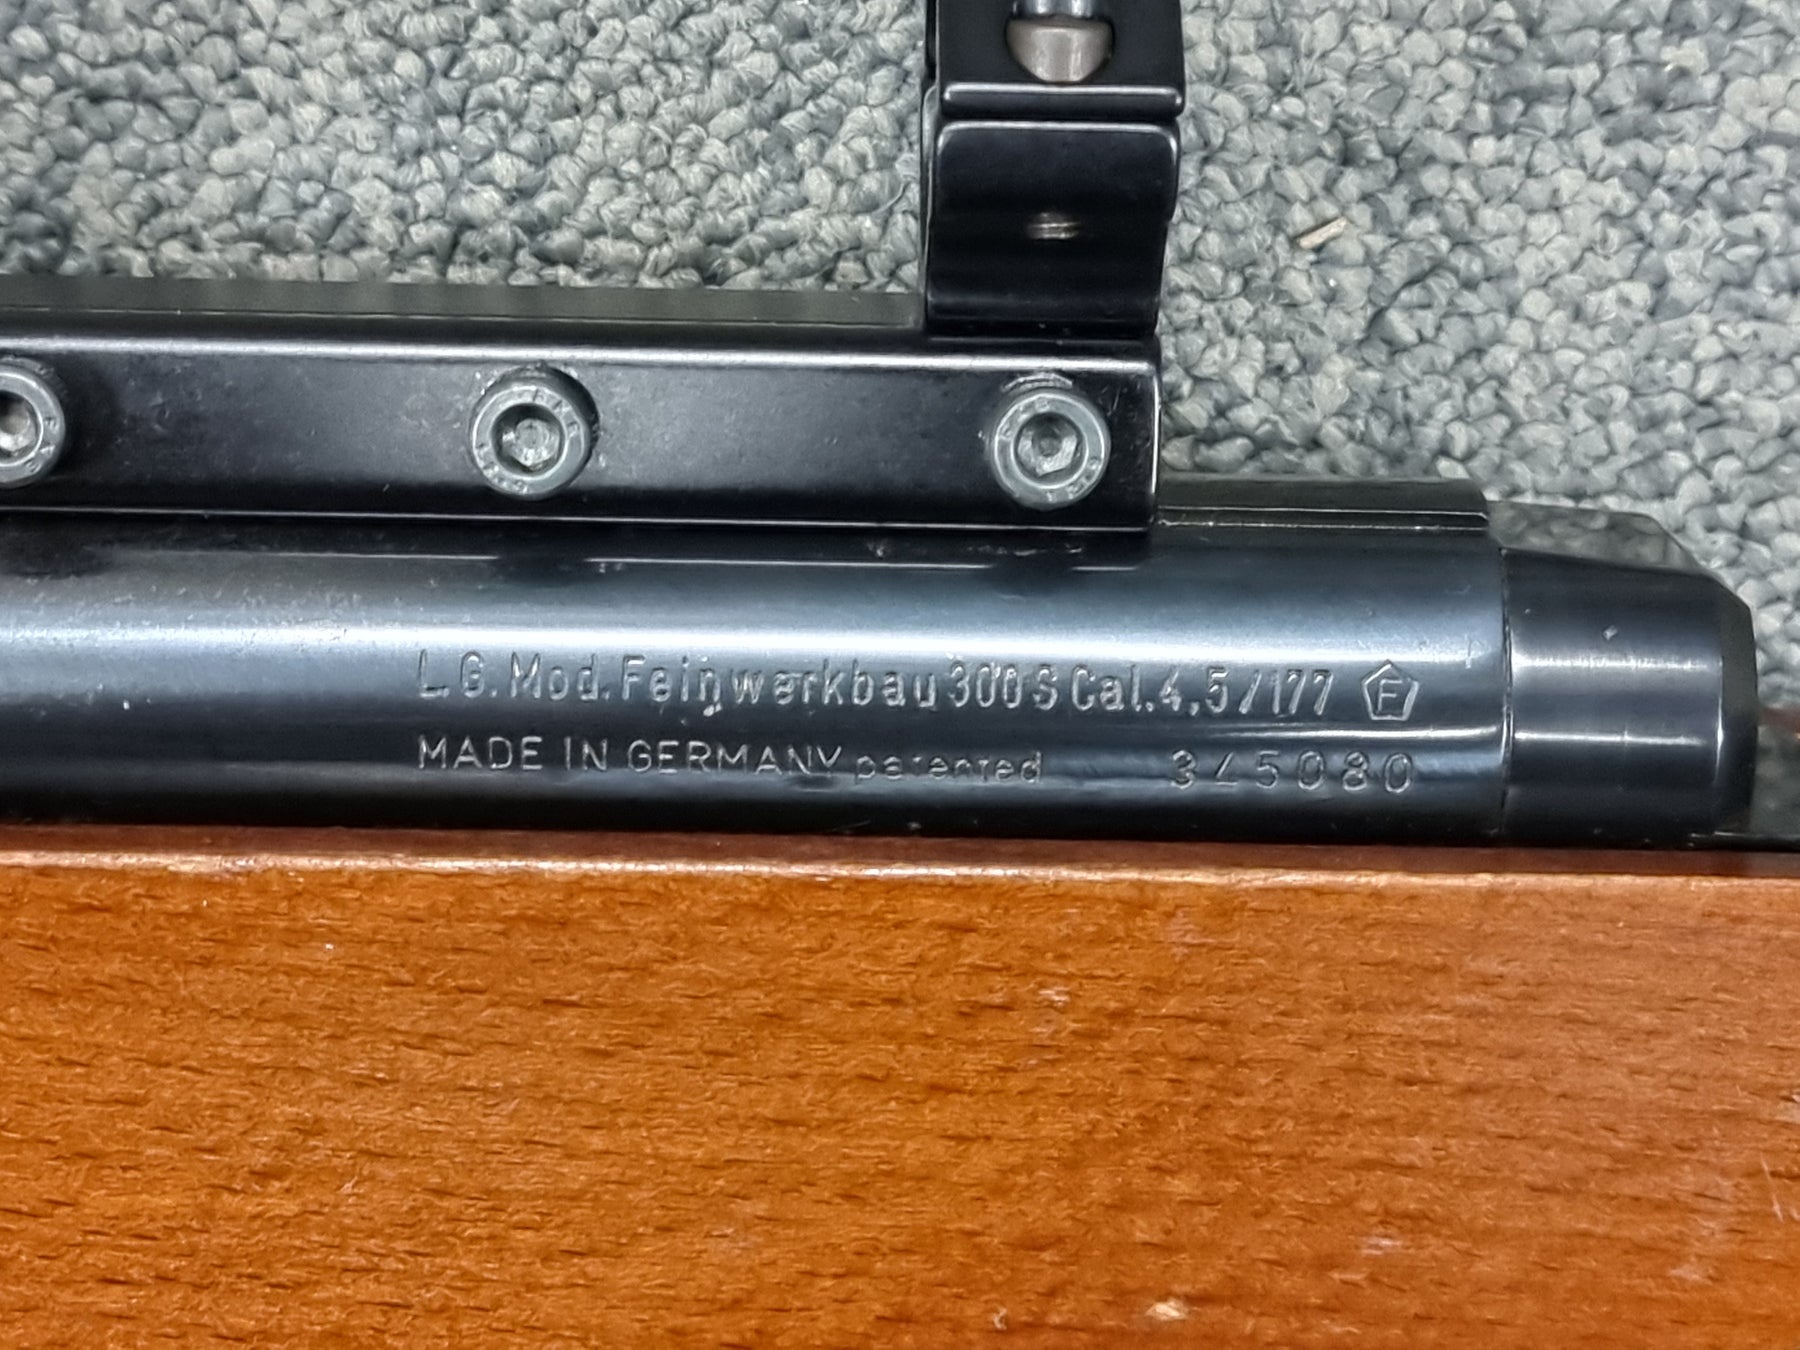 L.G. Mod. Feinwerkbau 300 S Cal. 4,5/177 F
MADE IN GERMANY patented 345080